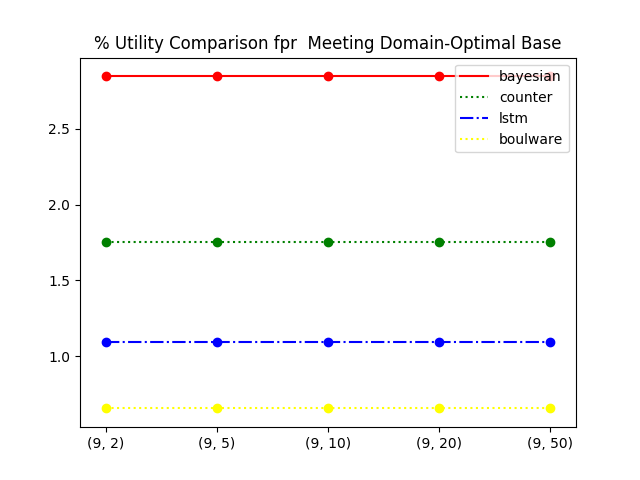 % Utility Comparison fpr  Meeting Domain-Optimal Base
bayesian
counter
lstm
boulware
2.5
2.0
1.5
1.0
(9, 2) (9, 5) (9, 10) (9, 20) (9, 50)